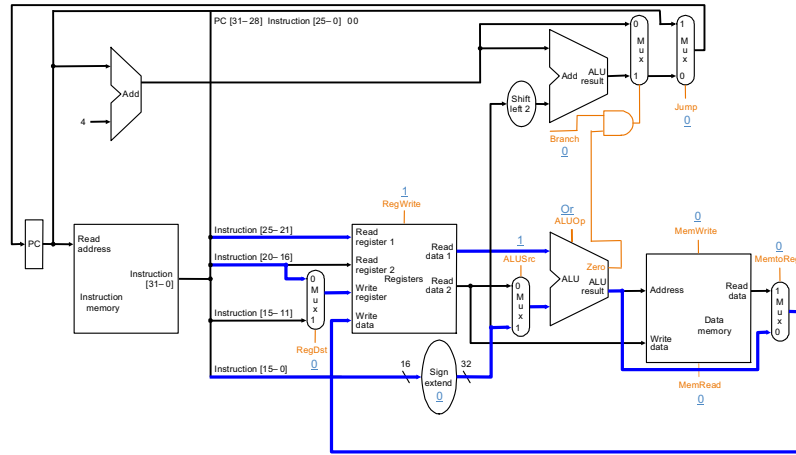 PC [31–28] Instruction [25–0] 00
0
M
u
x
1
1
M
u
x
0
Add
4
Add
ALU
result
Shift
left 2
Jump
0
Branch
0
1
RegWrite
Or
ALUOp
0
MemWrite
0
MemtoReg
PC
Read
address
Instruction
[31–0]
Instruction
memory
Instruction [25–21]
Instruction [20–16]
Instruction [15–11]
Instruction [15–0]
0
M
u
x
1
RegDst
0
Read
register 1
Read
register 2
Write
register
Write
data
Registers
Read
data 1
Read
data 2
1
ALUSrc
0
M
u
x
1
Zero
ALU
ALU
result
Address
Write
data
Read
data
Data
memory
1
M
u
x
0
MemRead
0
16
Sign
extend
0
32